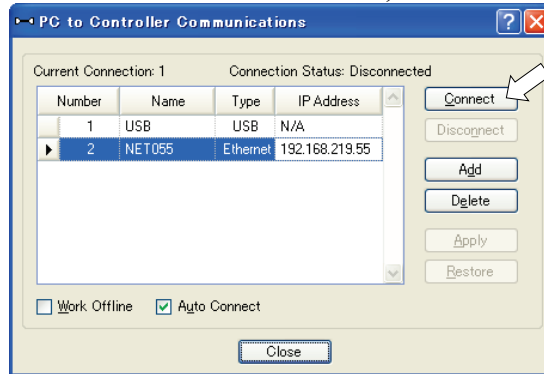 PC to Controller Communications
Current Connection: 1 Connection Status: Disconnected
Number Name Type IP Address
1 USB USB N/A
2 NET055 Ethernet 192.168.219.55
Connect
Disconnect
Add
Delete
Apply
Restore
Work Offline Auto Connect
Close